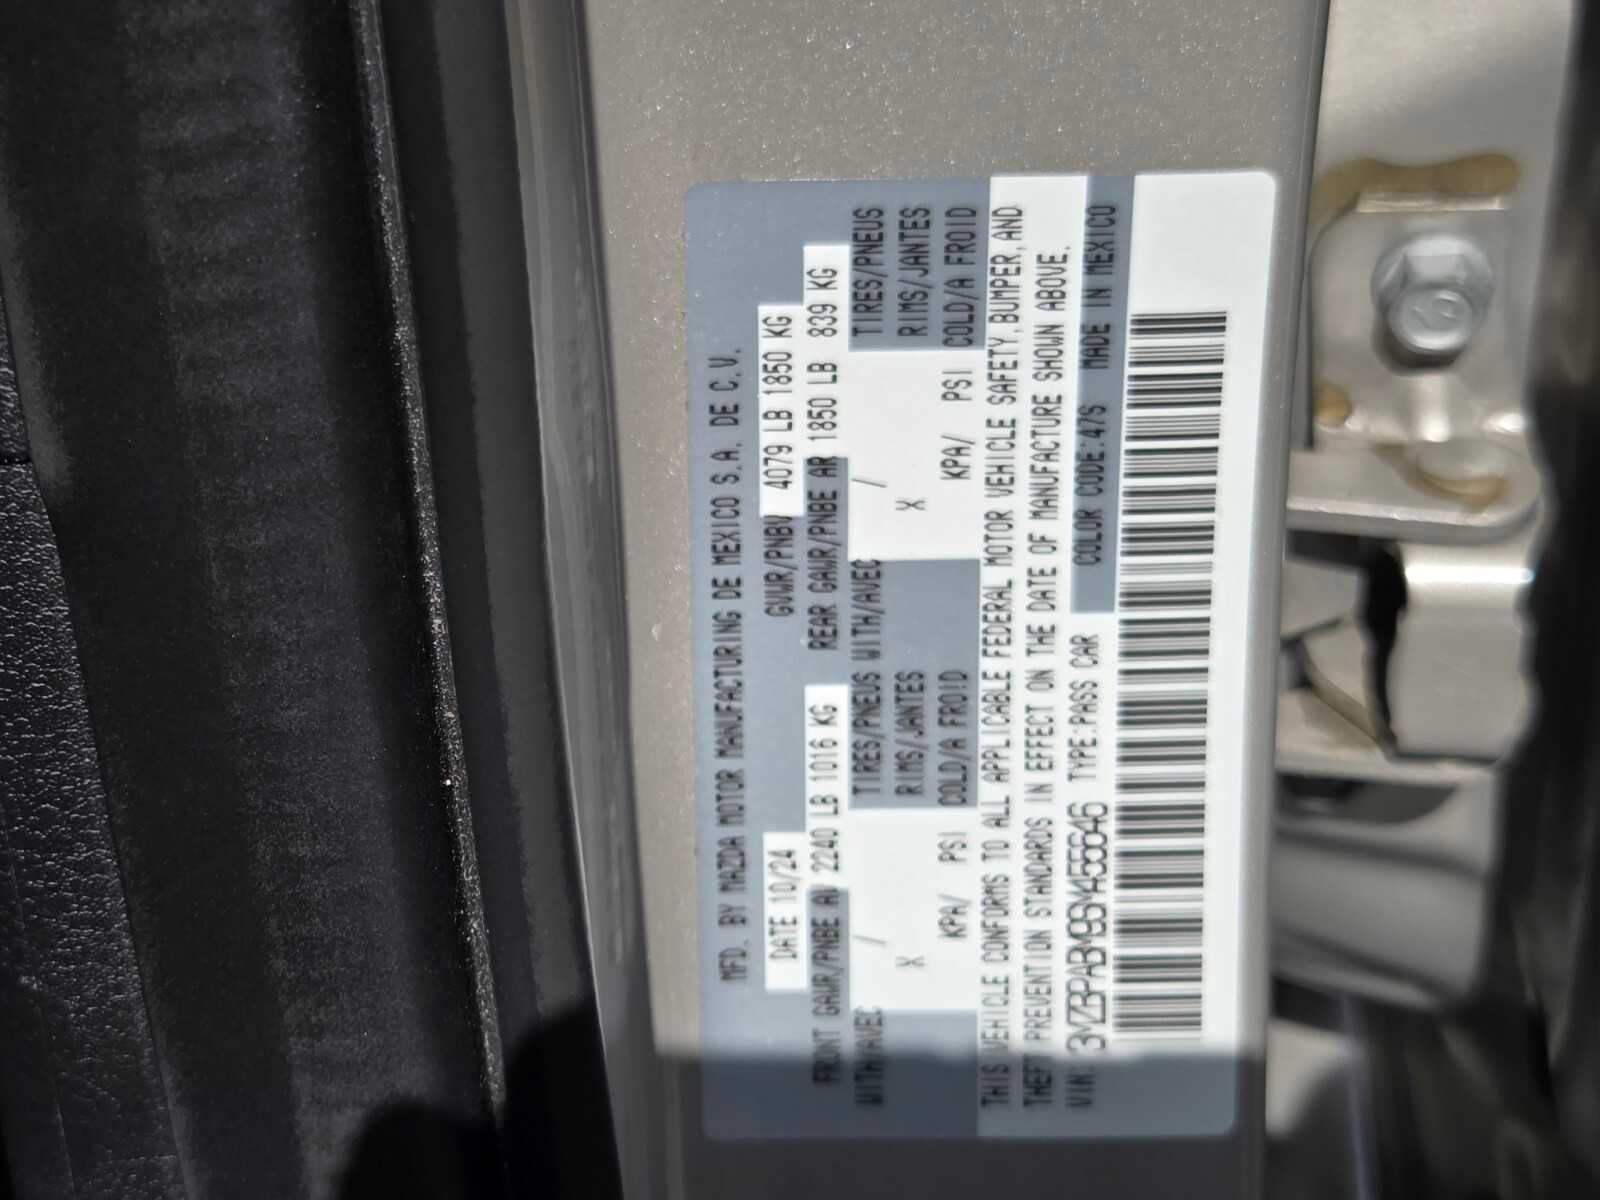 MFD. BY MAZDA MOTOR MANUFACTURING DE MEXICO S.A. DE C.V.
DATE 10/24 GVWR/PNBV 4079 LB 1850 KG
FRONT GAWR/PNBE AV 2240 LB 1016 KG REAR GAWR/PNBE AR 1850 LB 839 KG
WITH/AVEC / TIRES/PNEUS WITH/AVEC / TIRES/PNEUS
X RIMS/JANTES X RIMS/JANTES
KPA/ PSI COLD/A FROID KPA/ PSI COLD/A FROID
THIS VEHICLE CONFORMS TO ALL APPLICABLE FEDERAL MOTOR VEHICLE SAFETY, BUMPER, AND
THEFT PREVENTION STANDARDS IN EFFECT ON THE DATE OF MANUFACTURE SHOWN ABOVE.
VIN: 3MZBPABM9SM455646 TYPE:PASS CAR COLOR CODE:47S MADE IN MEXICO